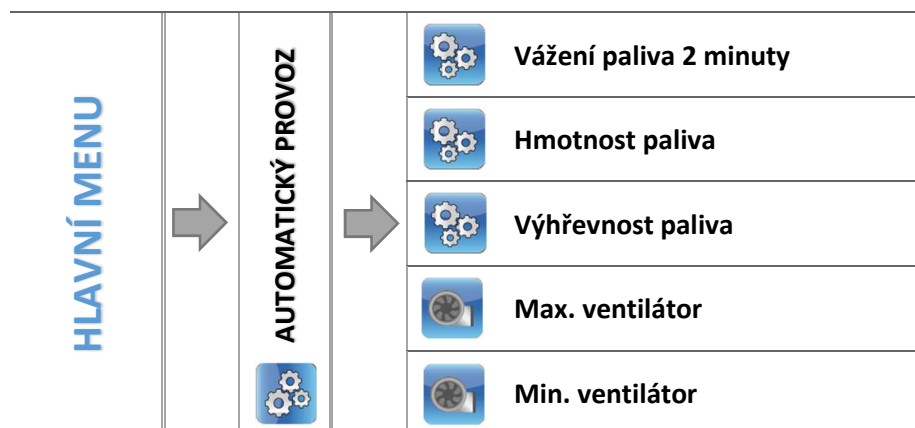 HLAVNÍ MENU
AUTOMATICKÝ PROVOZ
Vážení paliva 2 minuty
Hmotnost paliva
Výhřevnost paliva
Max. ventilátor
Min. ventilátor